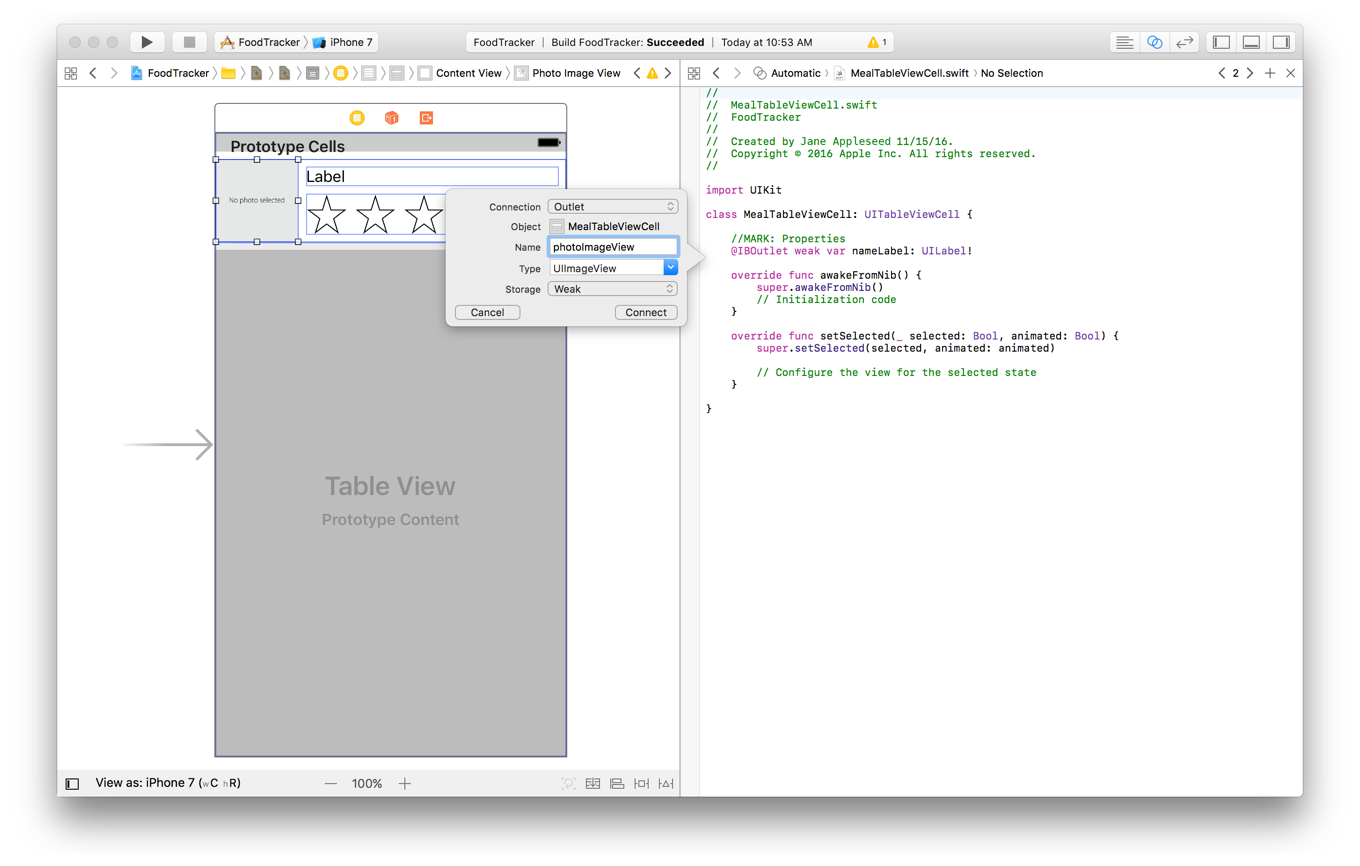 FoodTracker iPhone 7
FoodTracker | Build FoodTracker: Succeeded | Today at 10:53 AM
1
FoodTracker Content View Photo Image View
Automatic MealTableViewCell.swift No Selection
2
Prototype Cells
No photo selected
Label
Connection Outlet
Object MealTableViewCell
Name photoImageView
Type UIImageView
Storage Weak
Cancel Connect
Table View
Prototype Content
View as: iPhone 7 (wC hR)
100%
//
// MealTableViewCell.swift
// FoodTracker
//
// Created by Jane Appleseed 11/15/16.
// Copyright © 2016 Apple Inc. All rights reserved.
//
import UIKit
class MealTableViewCell: UITableViewCell {
//MARK: Properties
@IBOutlet weak var nameLabel: UILabel!
override func awakeFromNib() {
super.awakeFromNib()
// Initialization code
}
override func setSelected(_ selected: Bool, animated: Bool) {
super.setSelected(selected, animated: animated)
// Configure the view for the selected state
}
}